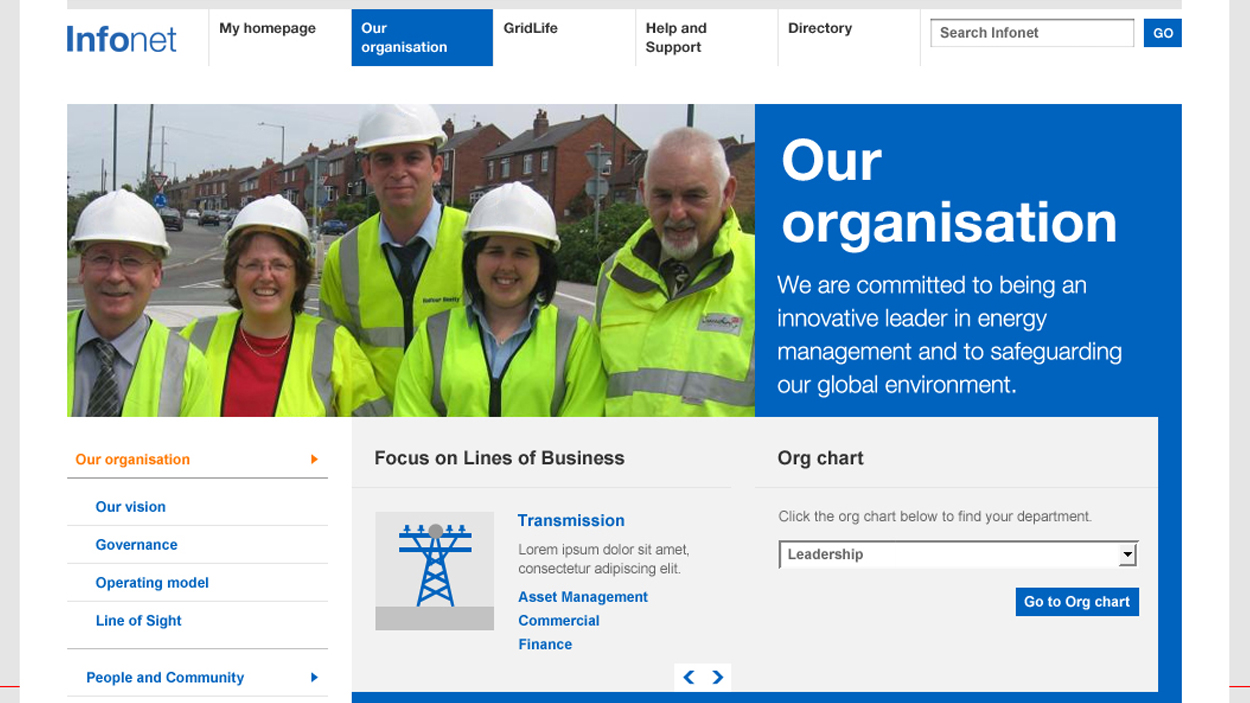 Infonet
My homepage
Our
organisation
GridLife
Help and
Support
Directory
Search Infonet
GO
Balfour Beatty
Our
organisation
We are committed to being an
innovative leader in energy
management and to safeguarding
our global environment.
Our organisation
Our vision
Governance
Operating model
Line of Sight
People and Community
Focus on Lines of Business
Transmission
Lorem ipsum dolor sit amet,
consectetur adipiscing elit.
Asset Management
Commercial
Finance
Org chart
Click the org chart below to find your department.
Leadership
Go to Org chart